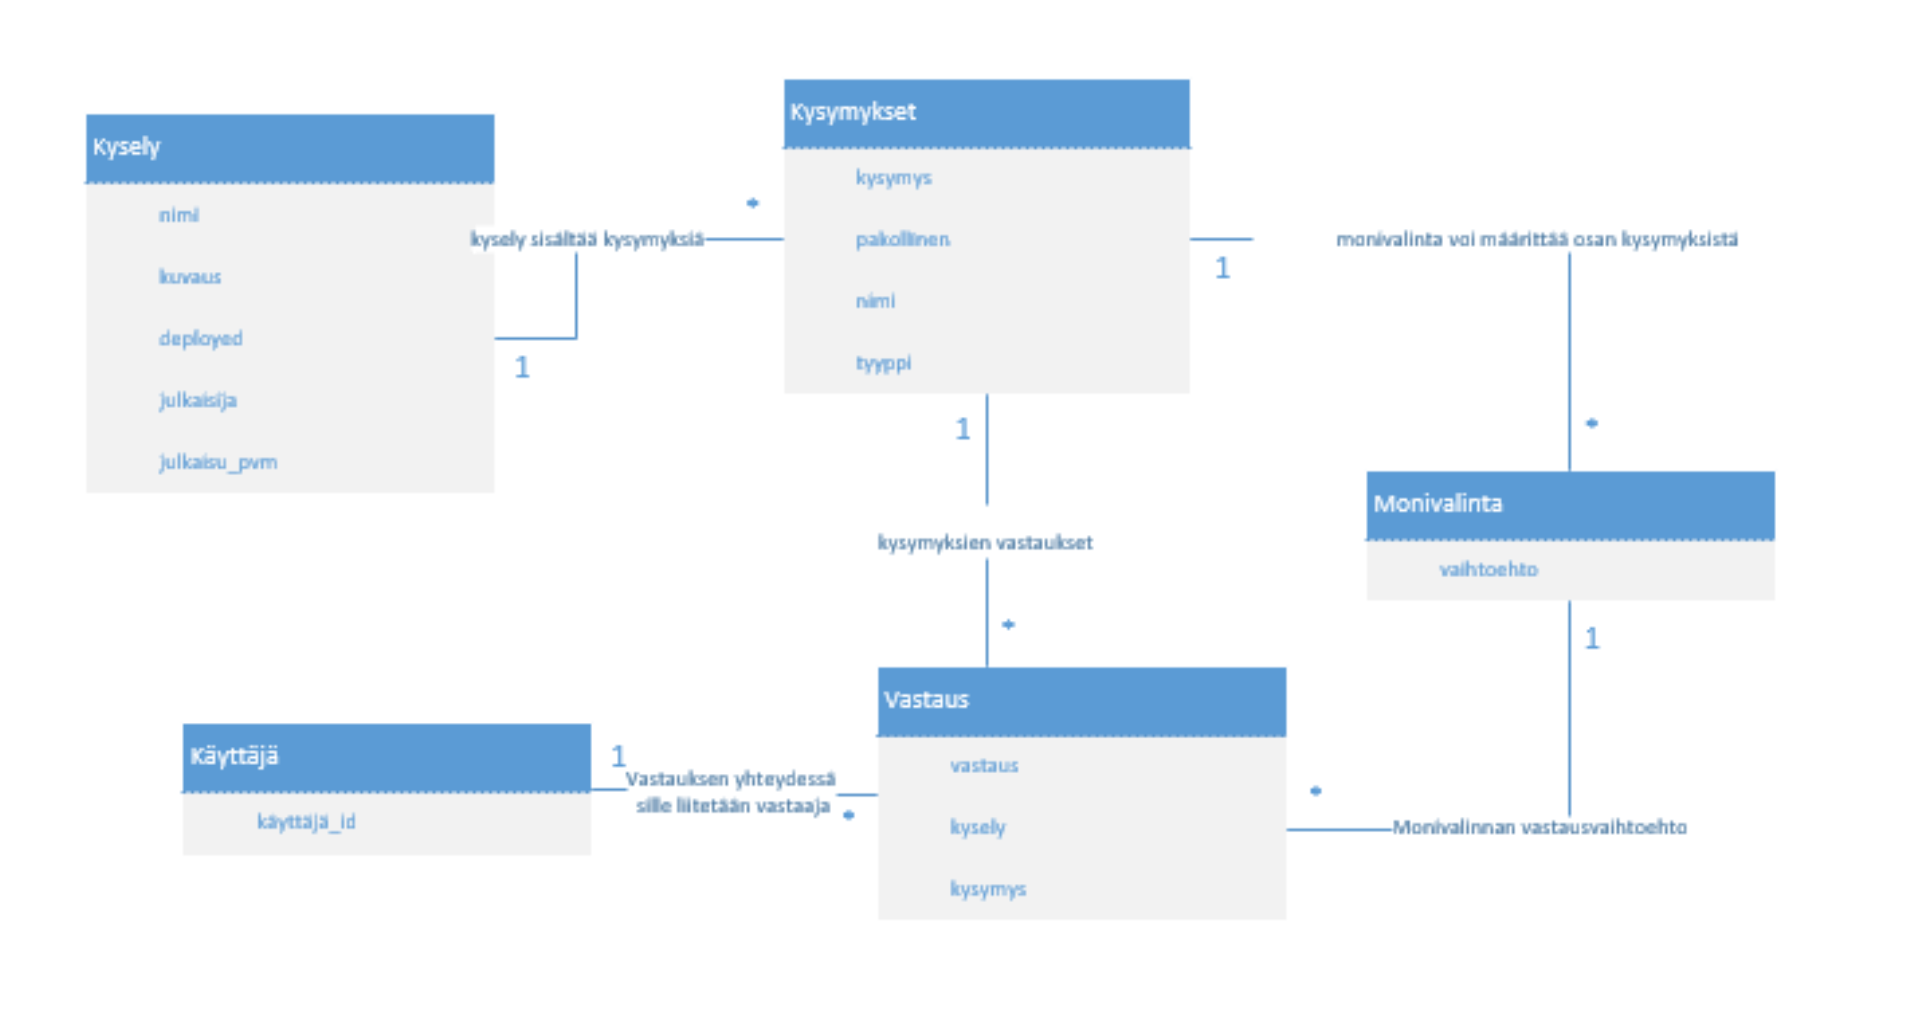 Kysely
nimi
kuvaus
deployed
julkaisija
julkaisu_pvm
kysely sisältää kysymyksiä
*
1
Kysymykset
kysymys
pakollinen
nimi
tyyppi
1
monivalinta voi määrittää osan kysymyksistä
*
1
kysymyksien vastaukset
*
Monivalinta
vaihtoehto
1
Käyttäjä
käyttäjä_id
1
Vastauksen yhteydessä
sille liitetään vastaaja
*
Vastaus
vastaus
kysely
kysymys
*
Monivalinnan vastausvaihtoehto